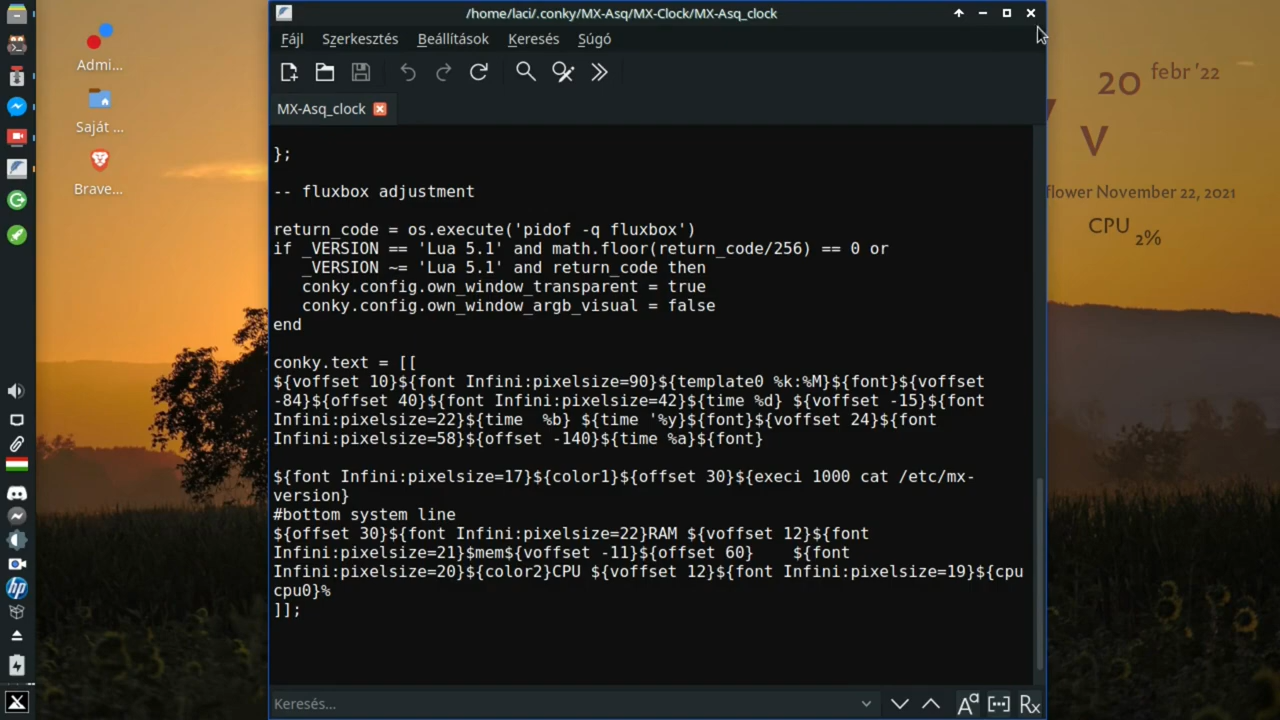 /home/laci/.conky/MX-Asq/MX-Clock/MX-Asq_clock
Fájl Szerkesztés Beállítások Keresés Súgó
MX-Asq_clock
};
-- fluxbox adjustment
return_code = os.execute('pidof -q fluxbox')
if _VERSION == 'Lua 5.1' and math.floor(return_code/256) == 0 or
_VERSION ~= 'Lua 5.1' and return_code then
conky.config.own_window_transparent = true
conky.config.own_window_argb_visual = false
end
conky.text = [[
${voffset 10}${font Infini:pixelsize=90}${template0 %k:%M}${font}${voffset
-84}${offset 40}${font Infini:pixelsize=42}${time %d} ${voffset -15}${font
Infini:pixelsize=22}${time  %b} ${time '%y}${font}${voffset 24}${font
Infini:pixelsize=58}${offset -140}${time %a}${font}
${font Infini:pixelsize=17}${color1}${offset 30}${execi 1000 cat /etc/mx-
version}
#bottom system line
${offset 30}${font Infini:pixelsize=22}RAM ${voffset 12}${font
Infini:pixelsize=21}$mem${voffset -11}${offset 60}    ${font
Infini:pixelsize=20}${color2}CPU ${voffset 12}${font Infini:pixelsize=19}${cpu
cpu0}%
]];
Keresés...
Admi...
Saját ...
Brave...
20 febr '22
V
flower November 22, 2021
CPU 2%
hp